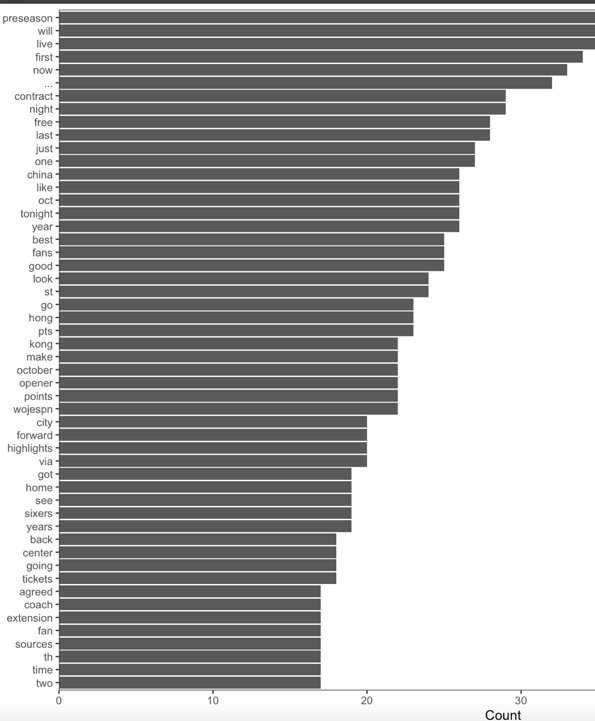 preseason
will
live
first
now
...
contract
night
free
last
just
one
china
like
oct
tonight
year
best
fans
good
look
st
go
hong
pts
kong
make
october
opener
points
wojespn
city
forward
highlights
via
got
home
see
sixers
years
back
center
going
tickets
agreed
coach
extension
fan
sources
th
time
two
0 10 20 30
Count